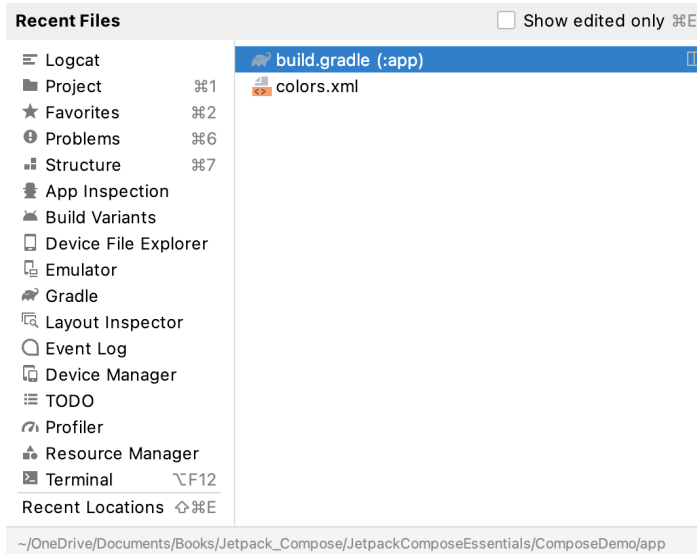 Recent Files
Show edited only ⌘E
Logcat
Project ⌘1
Favorites ⌘2
Problems ⌘6
Structure ⌘7
App Inspection
Build Variants
Device File Explorer
Emulator
Gradle
Layout Inspector
Event Log
Device Manager
TODO
Profiler
Resource Manager
Terminal ⌥F12
Recent Locations ⇧⌘E
build.gradle (:app)
colors.xml
~/OneDrive/Documents/Books/Jetpack_Compose/JetpackComposeEssentials/ComposeDemo/app